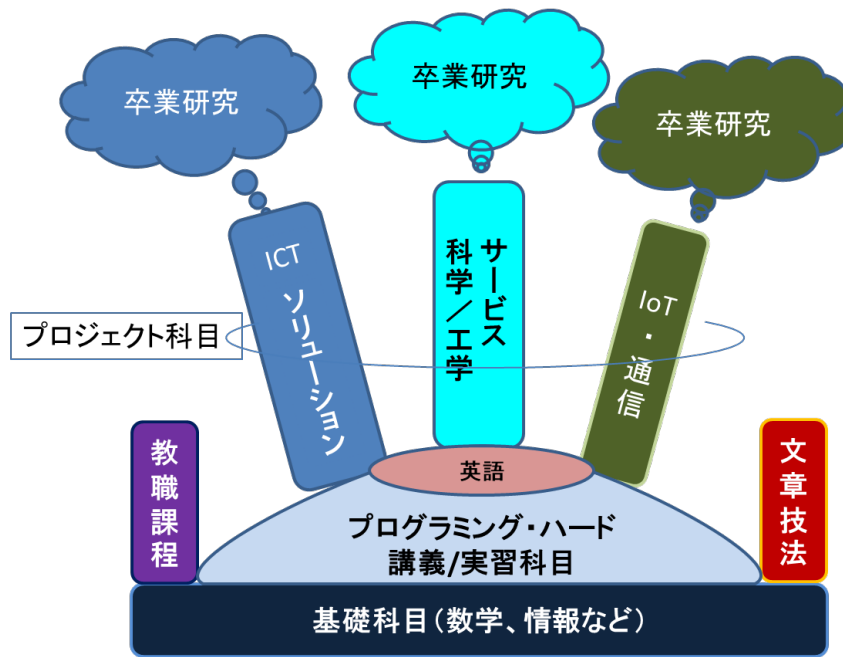 卒業研究
卒業研究
卒業研究
ICT ソリューション
サービス
科学／工学
IoT・通信
プロジェクト科目
教職課程
英語
文章技法
プログラミング・ハード
講義/実習科目
基礎科目（数学、情報など）